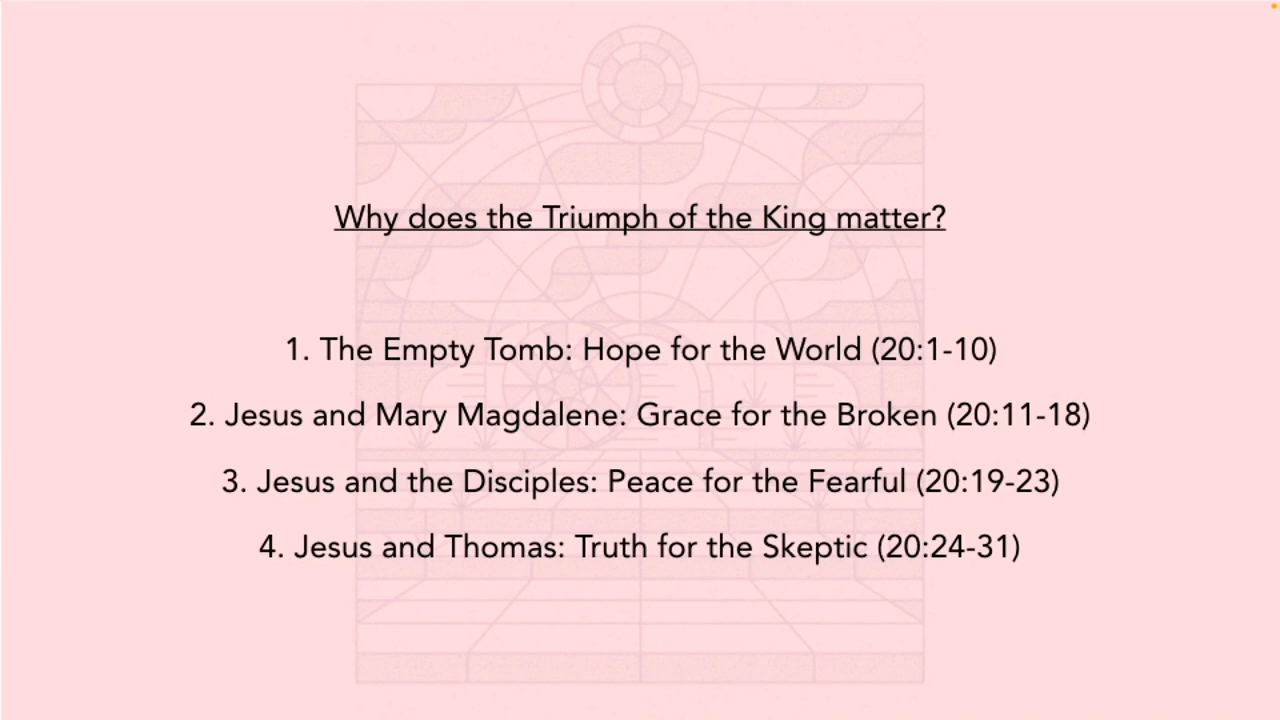 Why does the Triumph of the King matter?
1. The Empty Tomb: Hope for the World (20:1-10)
2. Jesus and Mary Magdalene: Grace for the Broken (20:11-18)
3. Jesus and the Disciples: Peace for the Fearful (20:19-23)
4. Jesus and Thomas: Truth for the Skeptic (20:24-31)